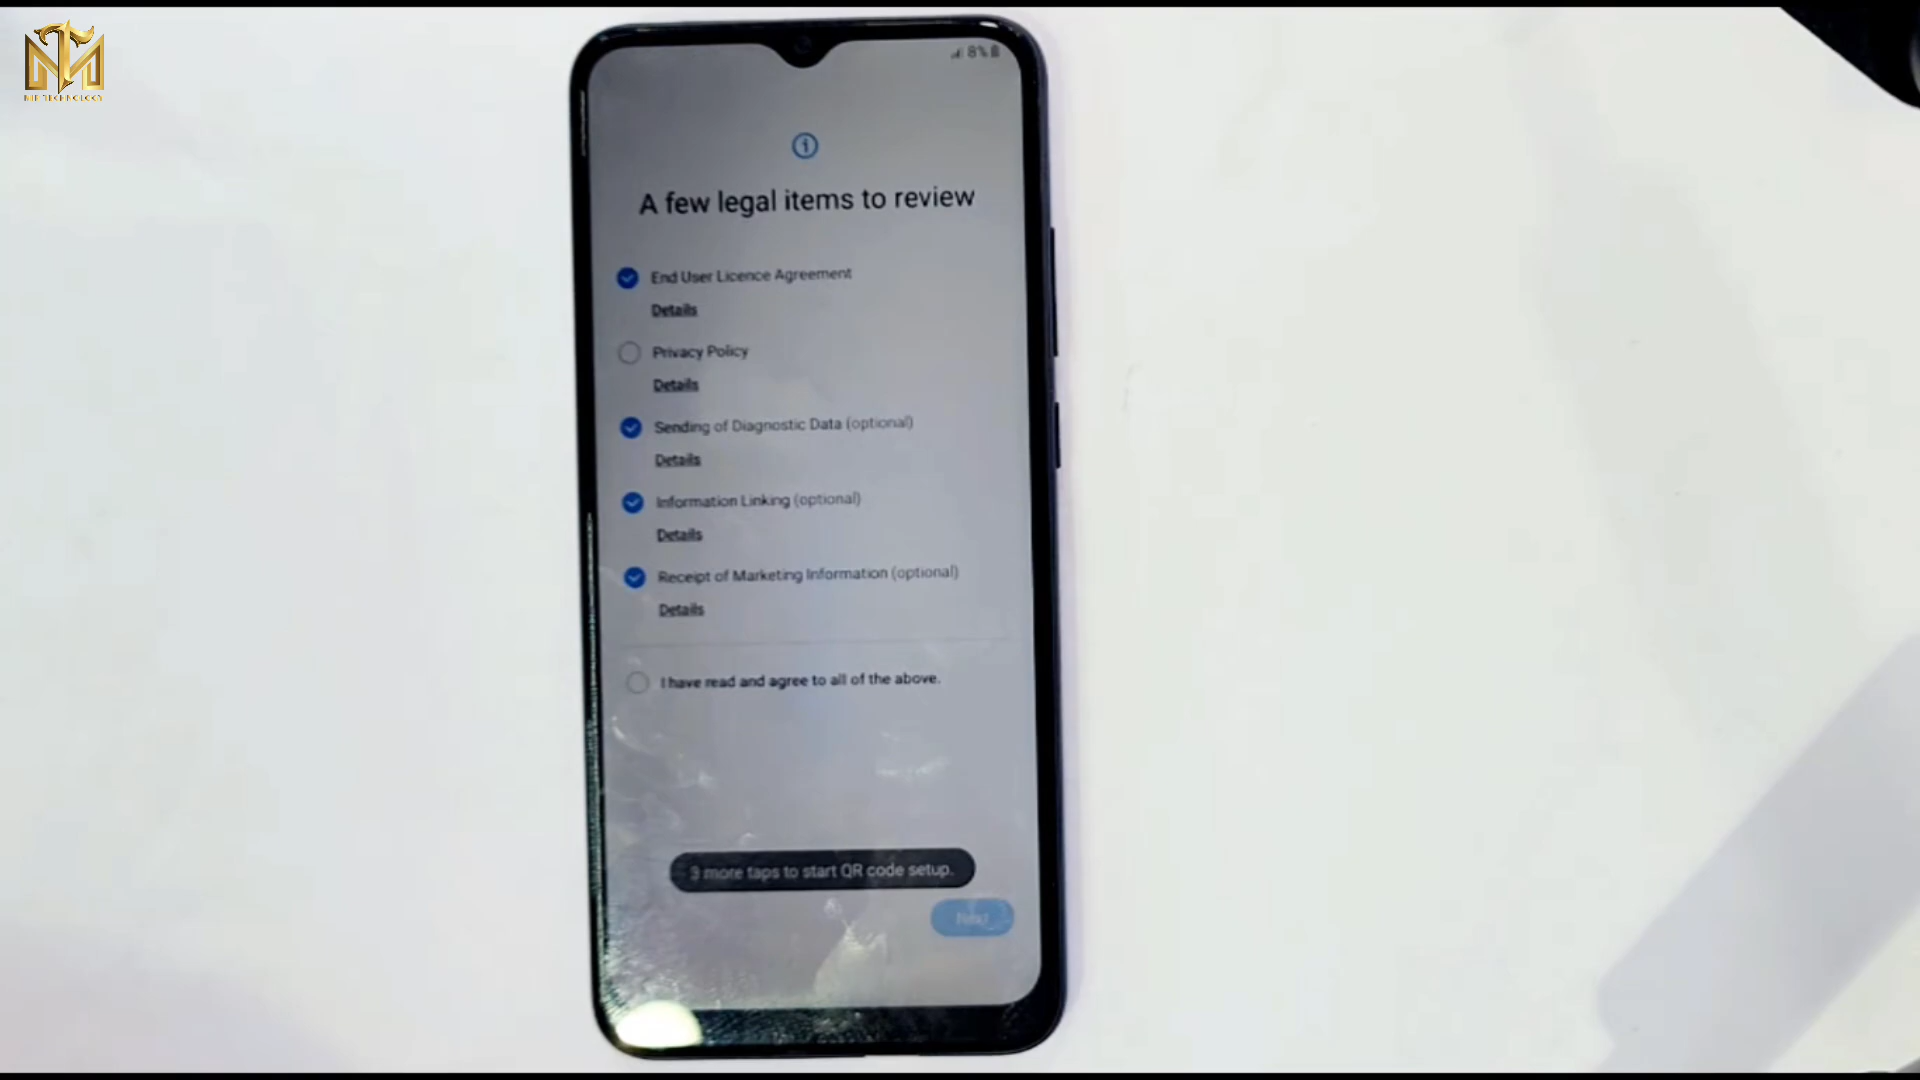 8%
A few legal items to review
End User Licence Agreement
Details
Privacy Policy
Details
Sending of Diagnostic Data (optional)
Details
Information Linking (optional)
Details
Receipt of Marketing Information (optional)
Details
I have read and agree to all of the above.
3 more taps to start QR code setup.
Next